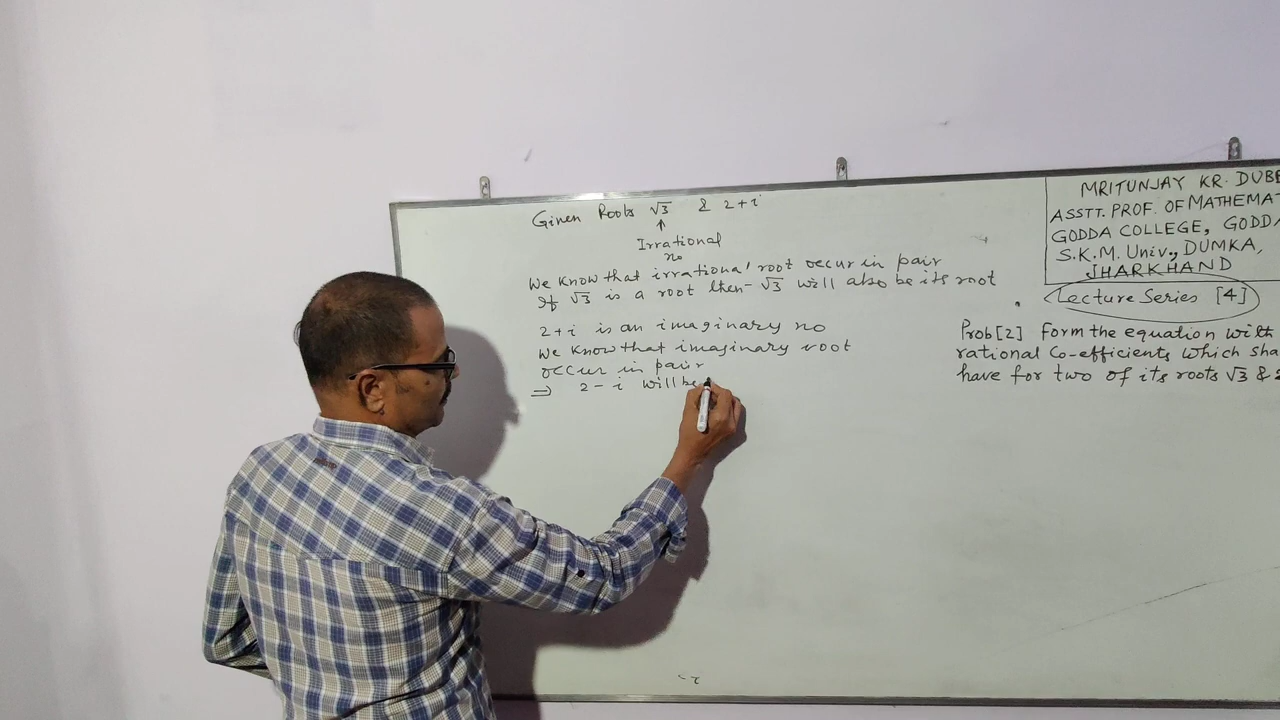 Given Roots √3 & 2+i
↑
Irrational
no
We know that irrational root occur in pair
If √3 is a root then -√3 will also be its root
2+i is an imaginary no
We know that imaginary root
occur in pair
⇒ 2-i will be
MRITUNJAY KR. DUBE
ASSTT. PROF. OF MATHEMA
GODDA COLLEGE, GODDA
S.K.M. Univ., DUMKA,
JHARKHAND
Lecture Series [4]
Prob[2] Form the equation with
rational Co-efficients which sha
have for two of its roots √3 & 2